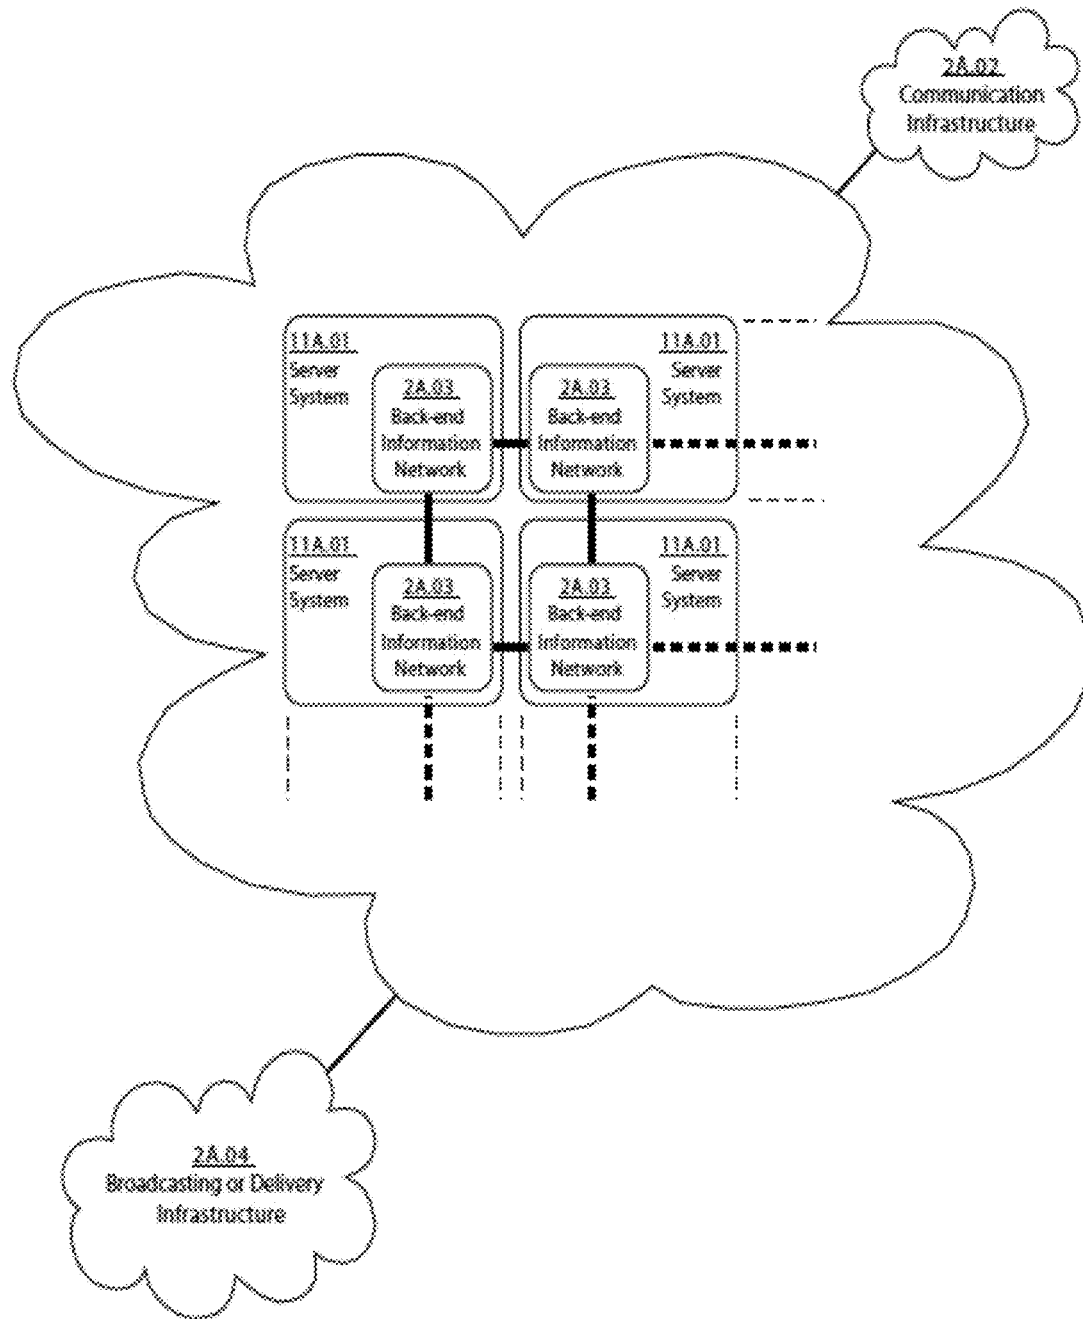 2A.02
Communication
Infrastructure
11A.01
Server
System
2A.03
Back-end
Information
Network
2A.03
Back-end
Information
Network
11A.01
Server
System
11A.01
Server
System
2A.03
Back-end
Information
Network
2A.03
Back-end
Information
Network
11A.01
Server
System
2A.04
Broadcasting or Delivery
Infrastructure